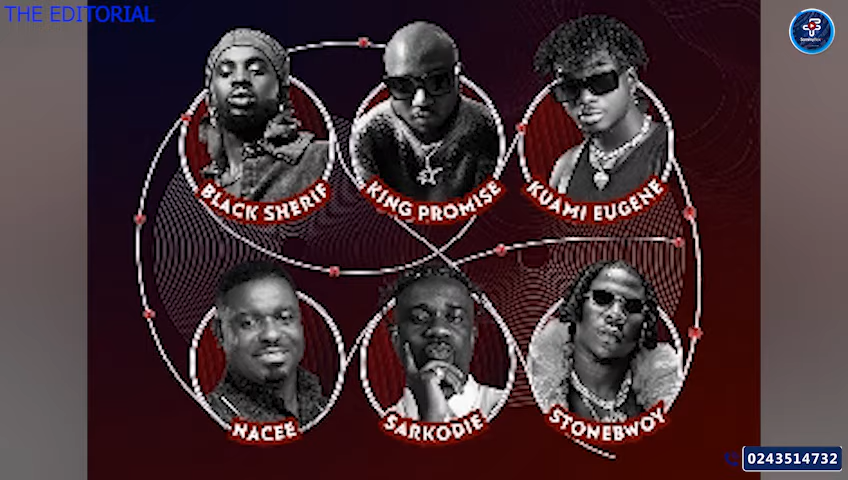 THE EDITORIAL
BLACK SHERIF
KING PROMISE
KUAMI EUGENE
NACEE
SARKODIE
STONEBWOY
0243514732